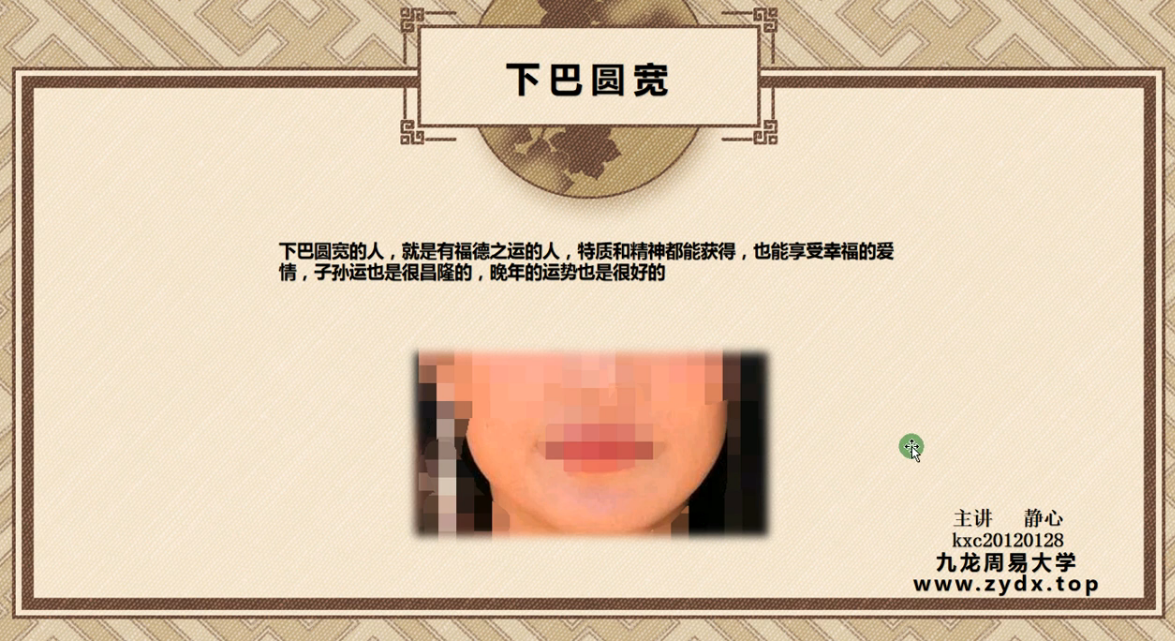 下巴圆宽
下巴圆宽的人，就是有福德之运的人，特质和精神都能获得，也能享受幸福的爱
情，子孙运也是很昌隆的，晚年的运势也是很好的
主讲 静心
kxc20120128
九龙周易大学
www.zydx.top